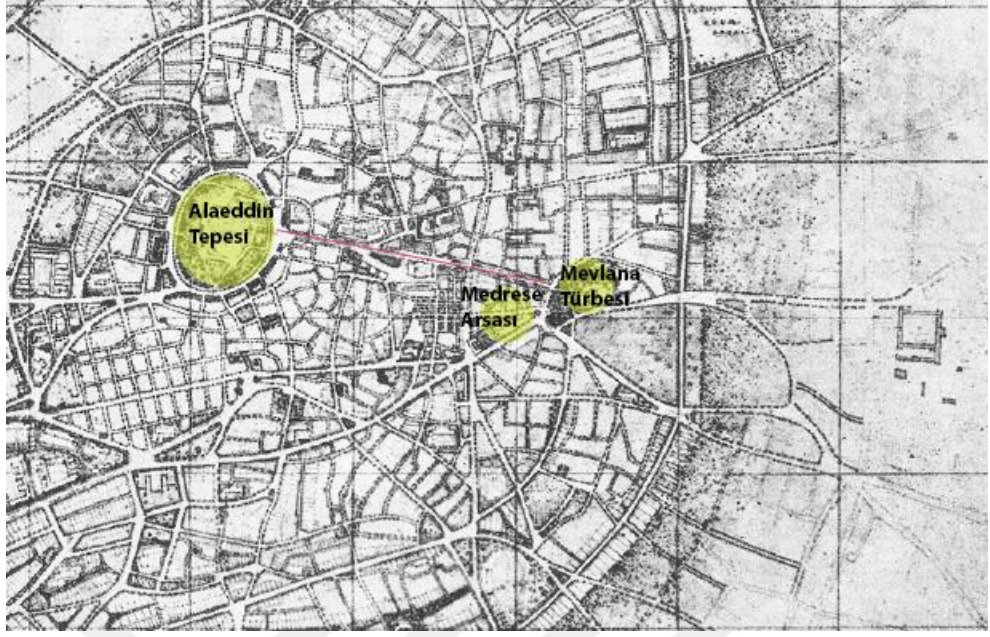 Alaeddin
Tepesi
Mevlana
Türbesi
Medrese
Arsası